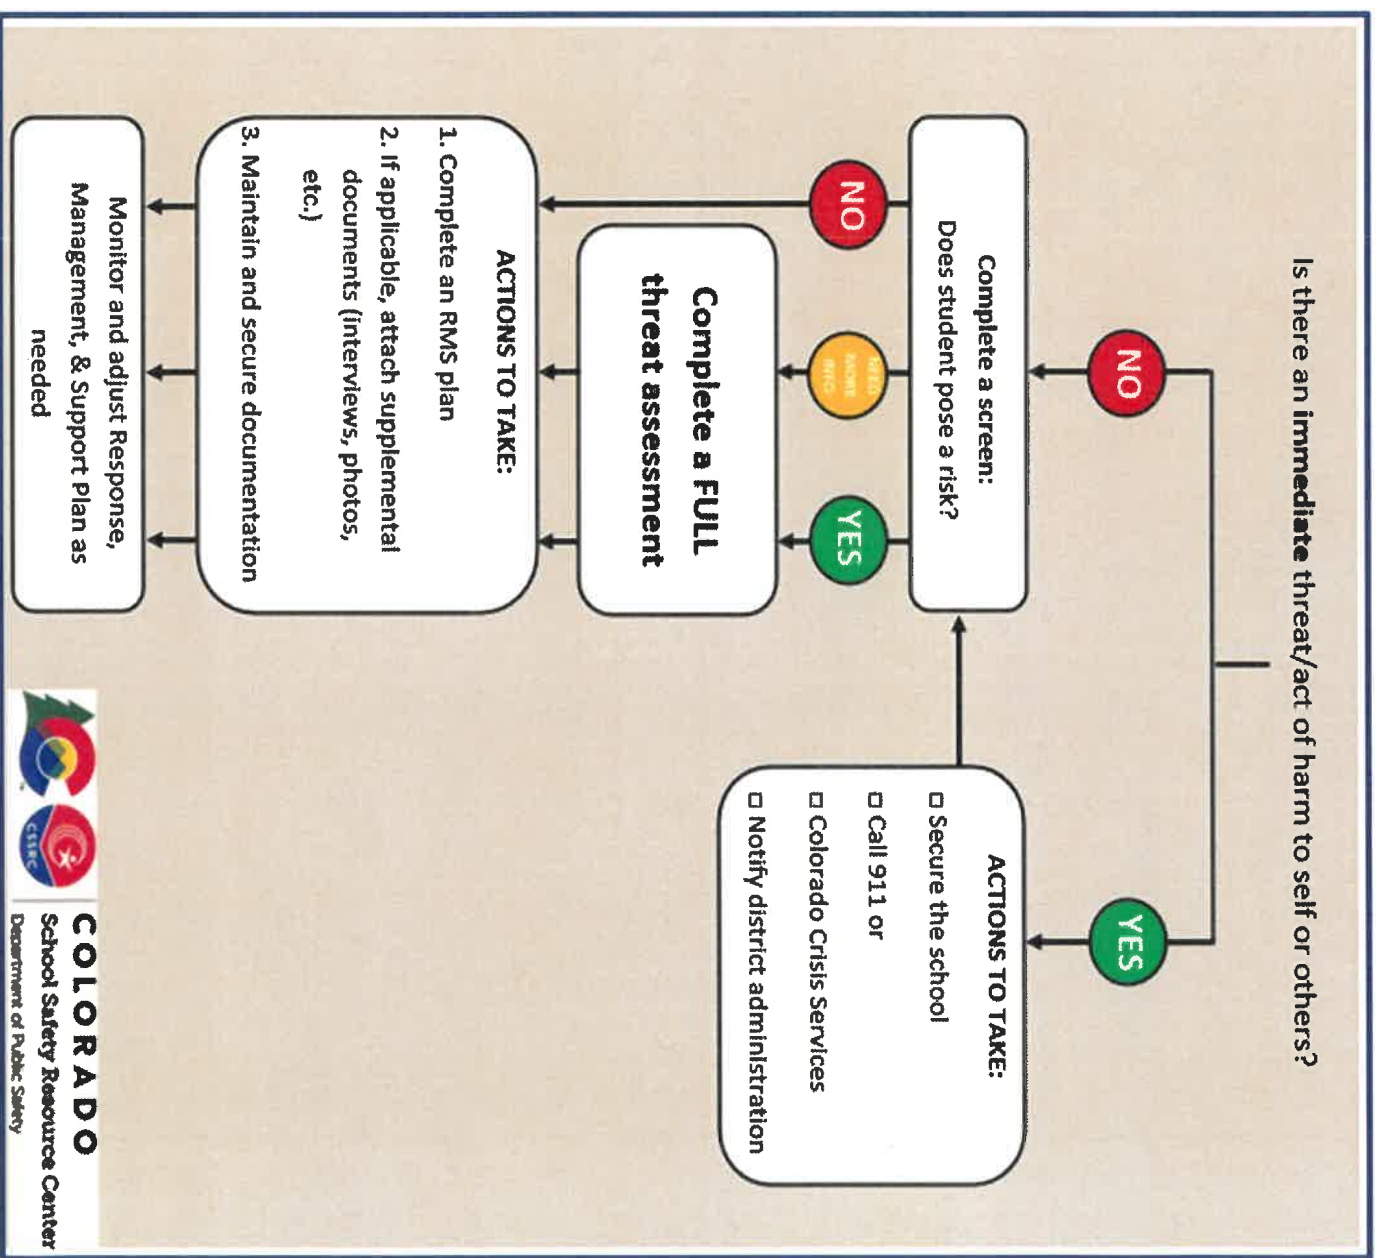 Is there an immediate threat/act of harm to self or others?
NO
YES
Complete a screen:
Does student pose a risk?
ACTIONS TO TAKE:
□ Secure the school
□ Call 911 or
□ Colorado Crisis Services
□ Notify district administration
NO
NEED
MORE
INFO
YES
Complete a FULL
threat assessment
ACTIONS TO TAKE:
1. Complete an RMS plan
2. If applicable, attach supplemental
documents (interviews, photos,
etc.)
3. Maintain and secure documentation
Monitor and adjust Response,
Management, & Support Plan as
needed
CSSRC
COLORADO
School Safety Resource Center
Department of Public Safety